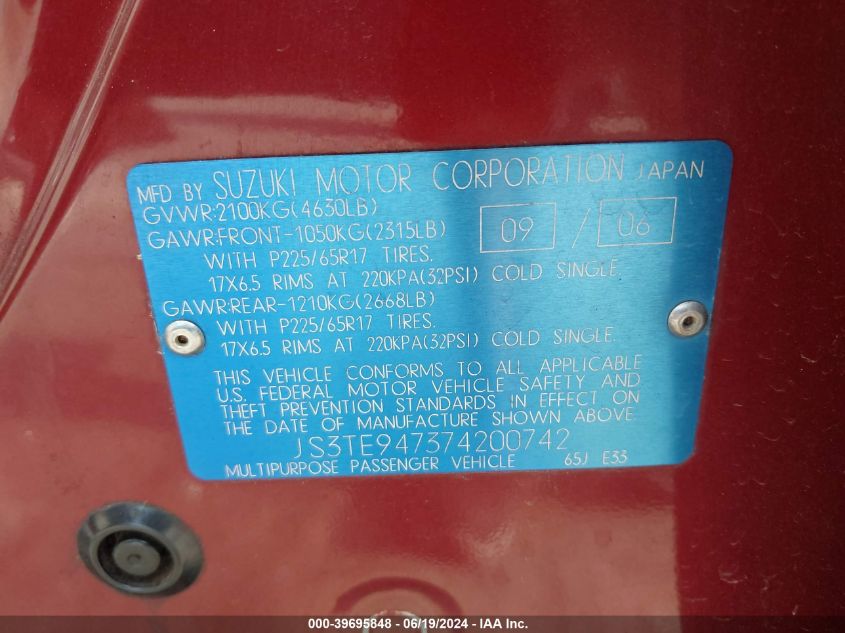 MFD BY SUZUKI MOTOR CORPORATION JAPAN
GVWR:2100KG(4630LB)
GAWR:FRONT-1050KG(2315LB) 09 / 06
WITH P225/65R17 TIRES.
17X6.5 RIMS AT 220KPA(32PSI) COLD SINGLE.
GAWR:REAR-1210KG(2668LB)
WITH P225/65R17 TIRES.
17X6.5 RIMS AT 220KPA(32PSI) COLD SINGLE.
THIS VEHICLE CONFORMS TO ALL APPLICABLE
U.S. FEDERAL MOTOR VEHICLE SAFETY AND
THEFT PREVENTION STANDARDS IN EFFECT ON
THE DATE OF MANUFACTURE SHOWN ABOVE.
JS3TE947374200742
MULTIPURPOSE PASSENGER VEHICLE 65J E33
000-39695848 - 06/19/2024 - IAA Inc.